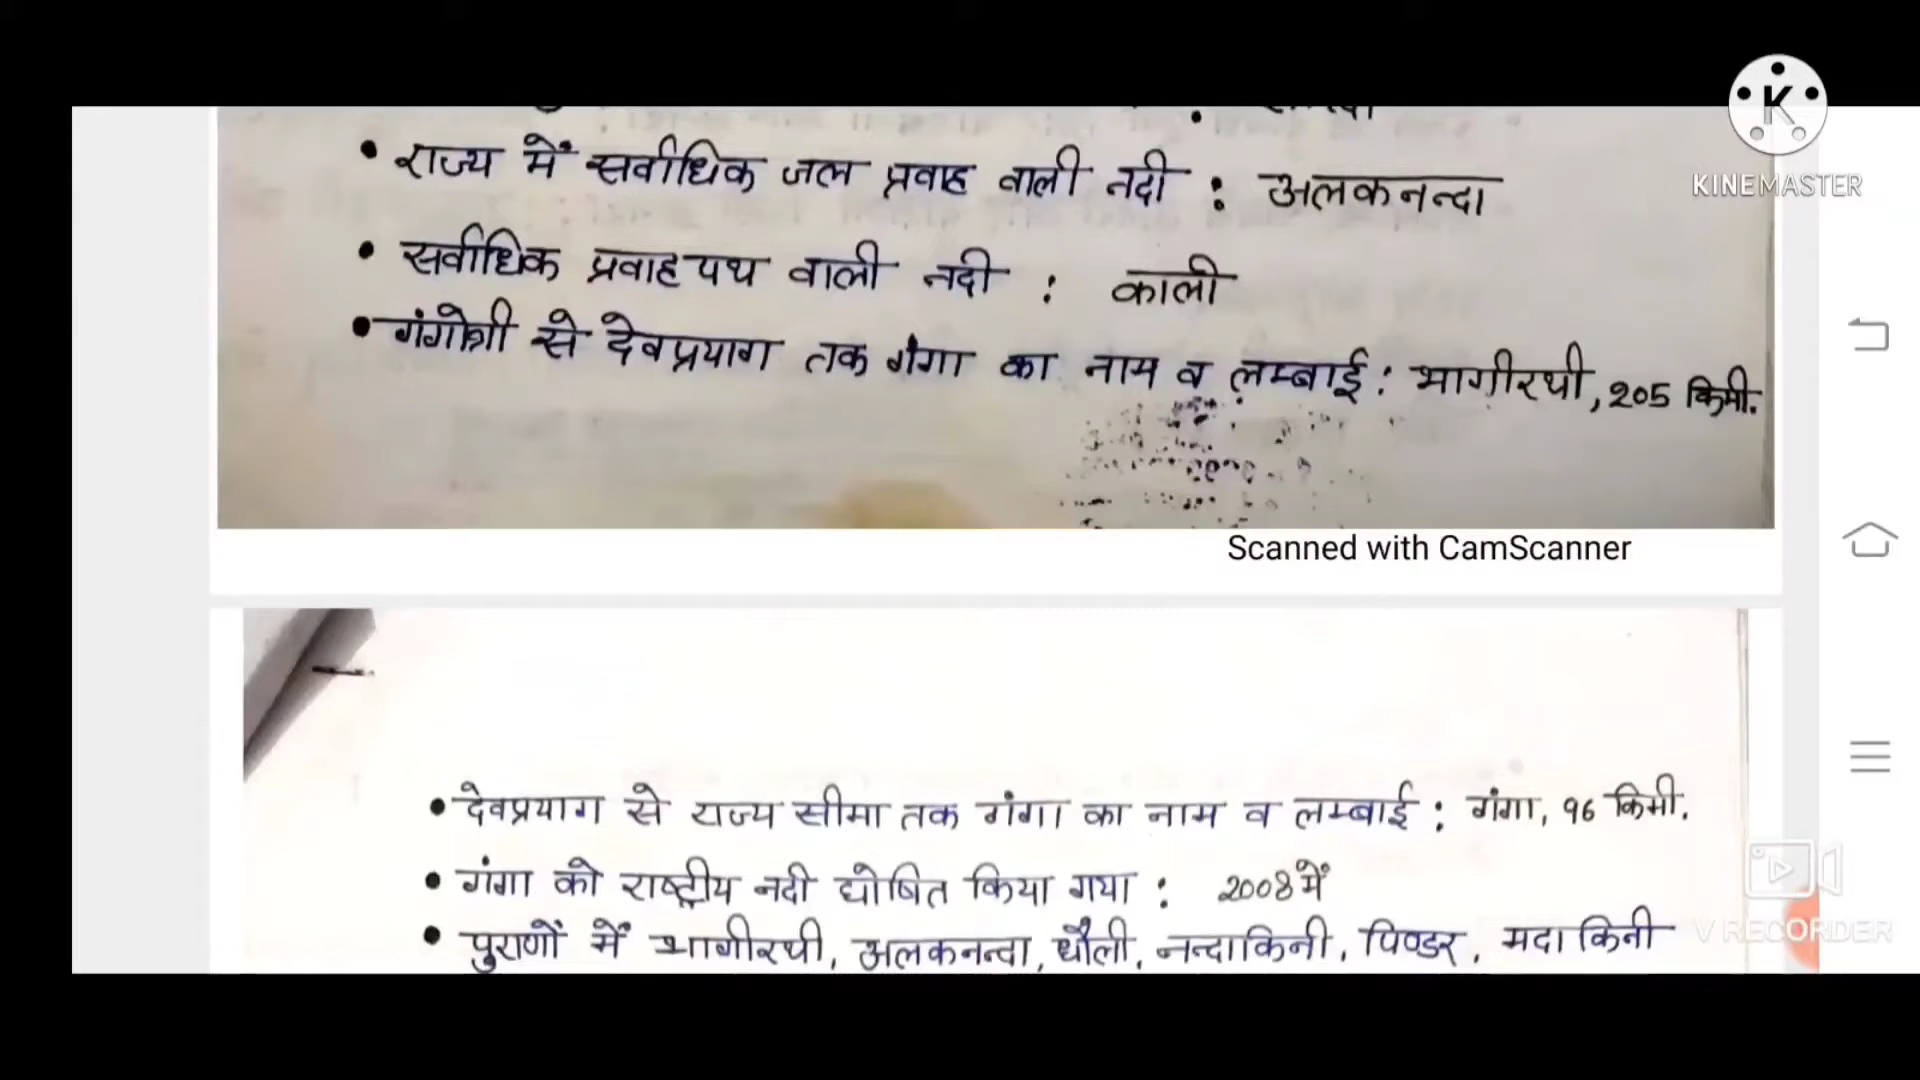 • राज्य में सर्वाधिक जल प्रवाह वाली नदी : अलकनन्दा
• सर्वाधिक प्रवाह पथ वाली नदी : काली
• गंगोत्री से देवप्रयाग तक गंगा का नाम व लम्बाई : भागीरथी, 205 किमी.
Scanned with CamScanner
• देवप्रयाग से राज्य सीमा तक गंगा का नाम व लम्बाई : गंगा, 96 किमी.
• गंगा को राष्ट्रीय नदी घोषित किया गया : 2008 में
• पुराणों में भागीरथी, अलकनन्दा, धौली, नन्दाकिनी, पिण्डर, मदाकिनी
K
KINEMASTER
V RECORDER